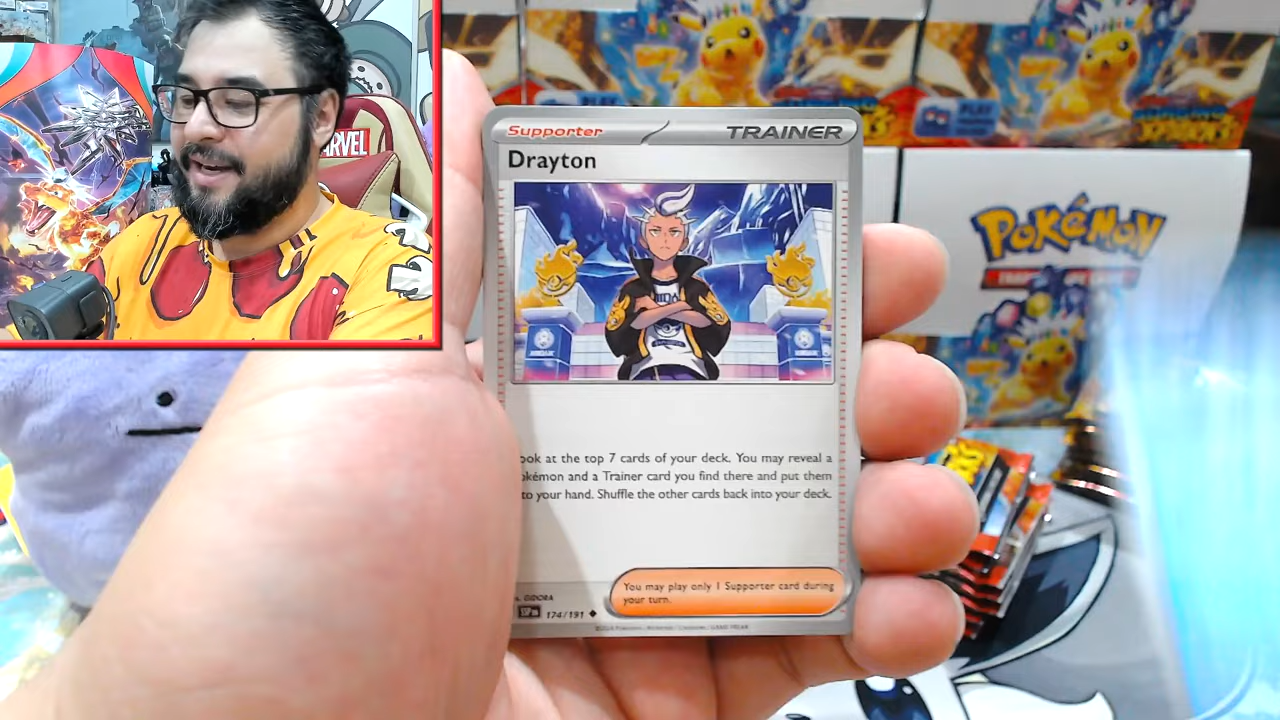 MARVEL
PLAY
PLAY
Supporter
TRAINER
Drayton
POKÉMON
ook at the top 7 cards of your deck. You may reveal a
okémon and a Trainer card you find there and put them
to your hand. Shuffle the other cards back into your deck.
You may play only 1 Supporter card during
your turn.
174/191